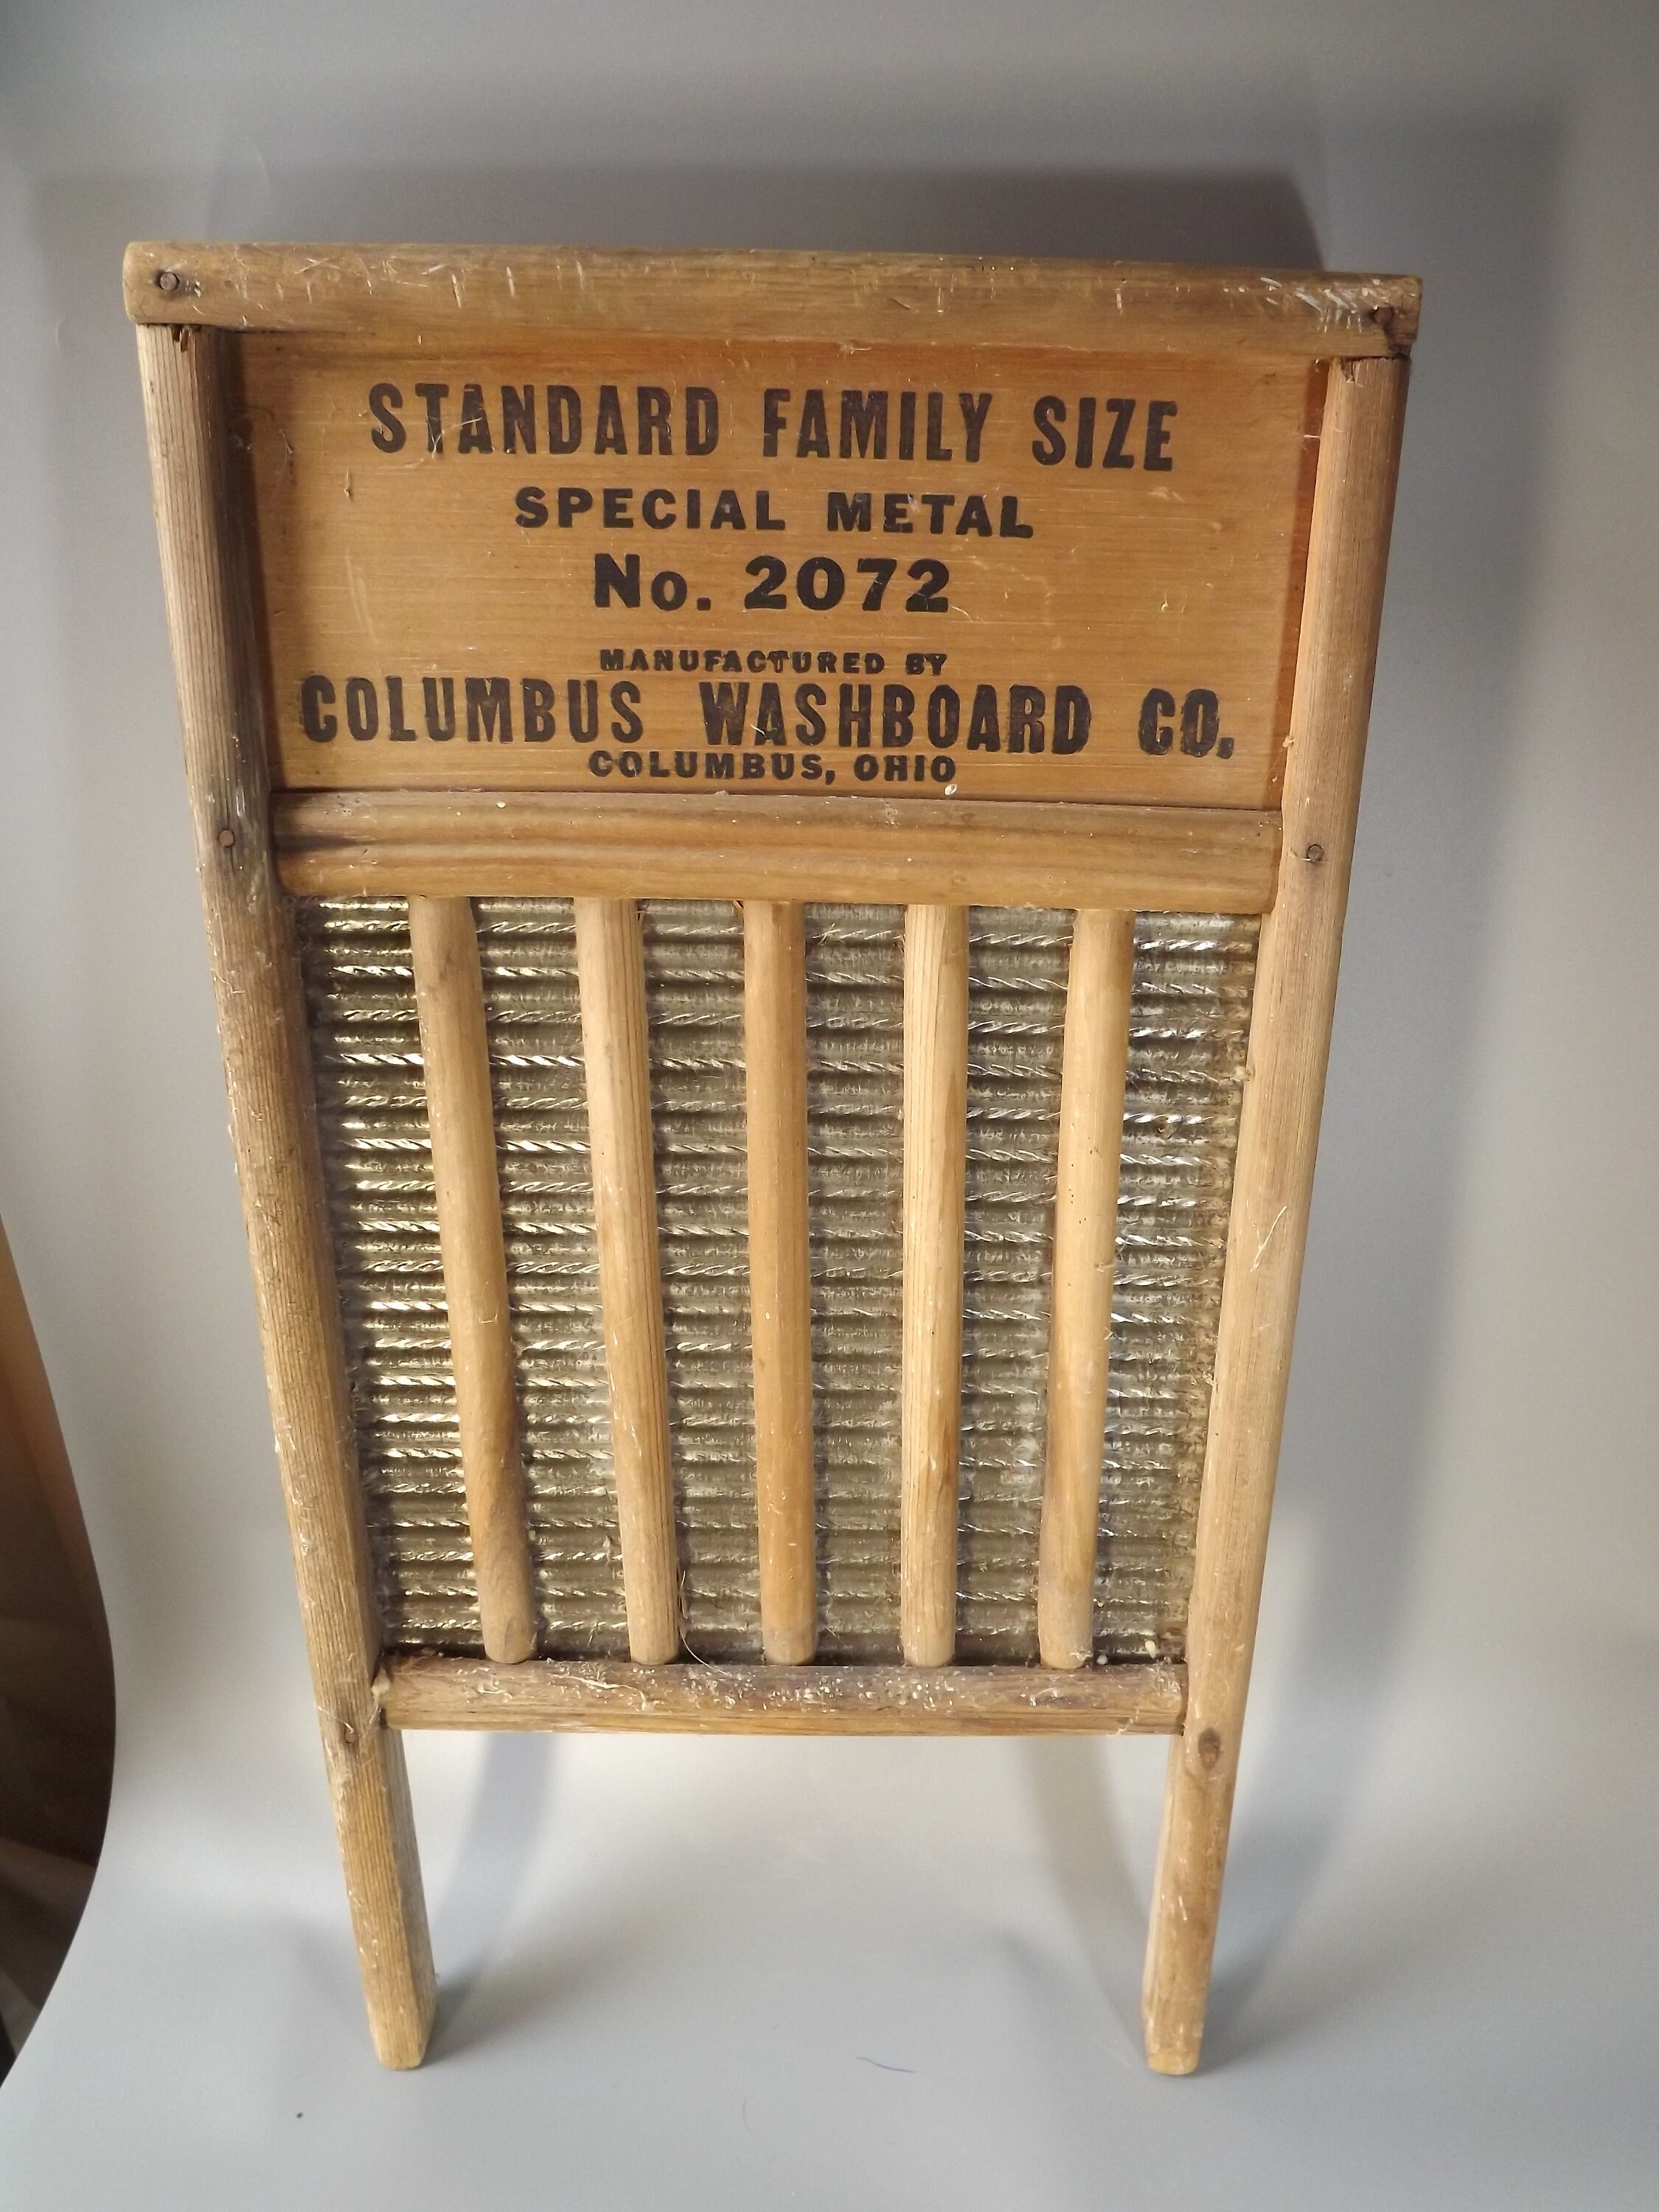 STANDARD FAMILY SIZE
SPECIAL METAL
No. 2072
MANUFACTURED BY
COLUMBUS WASHBOARD CO.
COLUMBUS, OHIO